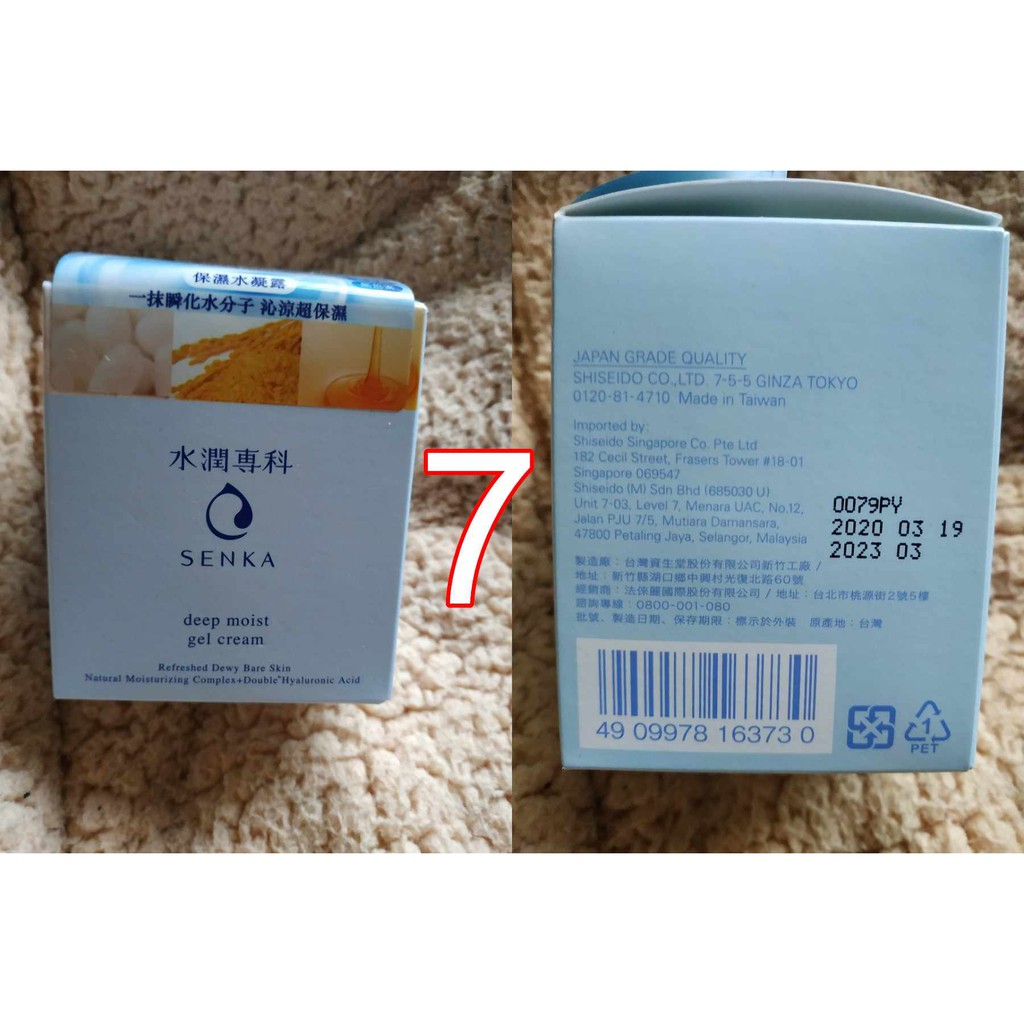 保濕水凝露
一抹瞬化水分子 沁涼超保濕
水潤専科
SENKA
deep moist
gel cream
Refreshed Dewy Bare Skin
Natural Moisturizing Complex+Double*Hyaluronic Acid
7
JAPAN GRADE QUALITY
SHISEIDO CO.,LTD. 7-5-5 GINZA TOKYO
0120-81-4710 Made in Taiwan
Imported by:
Shiseido Singapore Co. Pte Ltd
182 Cecil Street, Frasers Tower #18-01
Singapore 069547
Shiseido (M) Sdn Bhd (685030 U)
Unit 7-03, Level 7, Menara UAC, No.12,
Jalan PJU 7/5, Mutiara Damansara,
47800 Petaling Jaya, Selangor, Malaysia
0079PY
2020 03 19
2023 03
製造廠：台灣資生堂股份有限公司新竹工廠 /
地址：新竹縣湖口鄉中興村光復北路60號
經銷商：法倈麗國際股份有限公司 / 地址：台北市桃源街2號5樓
諮詢專線：0800-001-080
批號、製造日期、保存期限：標示於外裝 原產地：台灣
49 09978 16373 0
1
PET